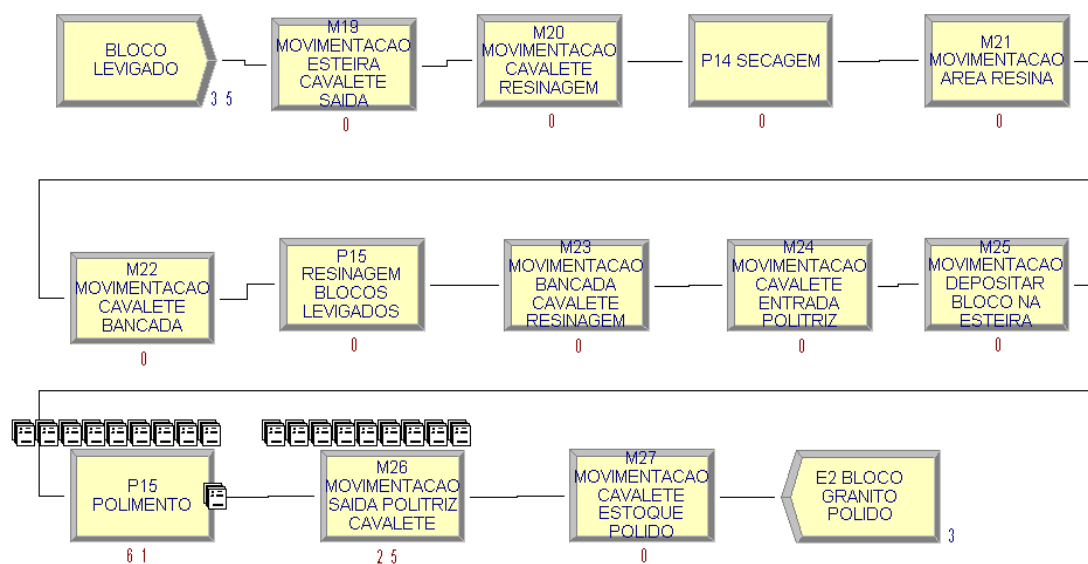 BLOCO
LEVIGADO
3 5
M19
MOVIMENTACAO
ESTEIRA
CAVALETE
SAIDA
0
M20
MOVIMENTACAO
CAVALETE
RESINAGEM
0
P14 SECAGEM
0
M21
MOVIMENTACAO
AREA RESINA
0
M22
MOVIMENTACAO
CAVALETE
BANCADA
0
P15
RESINAGEM
BLOCOS
LEVIGADOS
0
M23
MOVIMENTACAO
BANCADA
CAVALETE
RESINAGEM
0
M24
MOVIMENTACAO
CAVALETE
ENTRADA
POLITRIZ
0
M25
MOVIMENTACAO
DEPOSITAR
BLOCO NA
ESTEIRA
0
P15
POLIMENTO
6 1
M26
MOVIMENTACAO
SAIDA POLITRIZ
CAVALETE
2 5
M27
MOVIMENTACAO
CAVALETE
ESTOQUE
POLIDO
0
E2 BLOCO
GRANITO
POLIDO
3